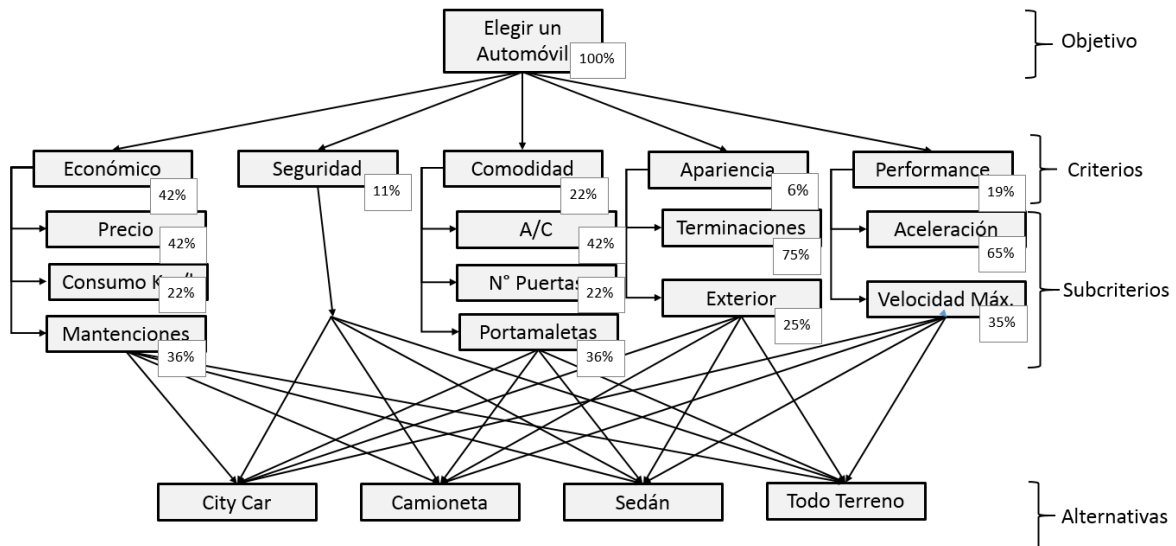 Elegir un
Automóvil
100%
Objetivo
Económico
42%
Seguridad
11%
Comodidad
22%
Apariencia
6%
Performance
19%
Criterios
Precio
42%
A/C
42%
Terminaciones
75%
Aceleración
65%
Consumo
22%
N° Puertas
22%
Exterior
25%
Velocidad Máx.
35%
Subcriterios
Mantenciones
36%
Portamaletas
36%
City Car
Camioneta
Sedán
Todo Terreno
Alternativas